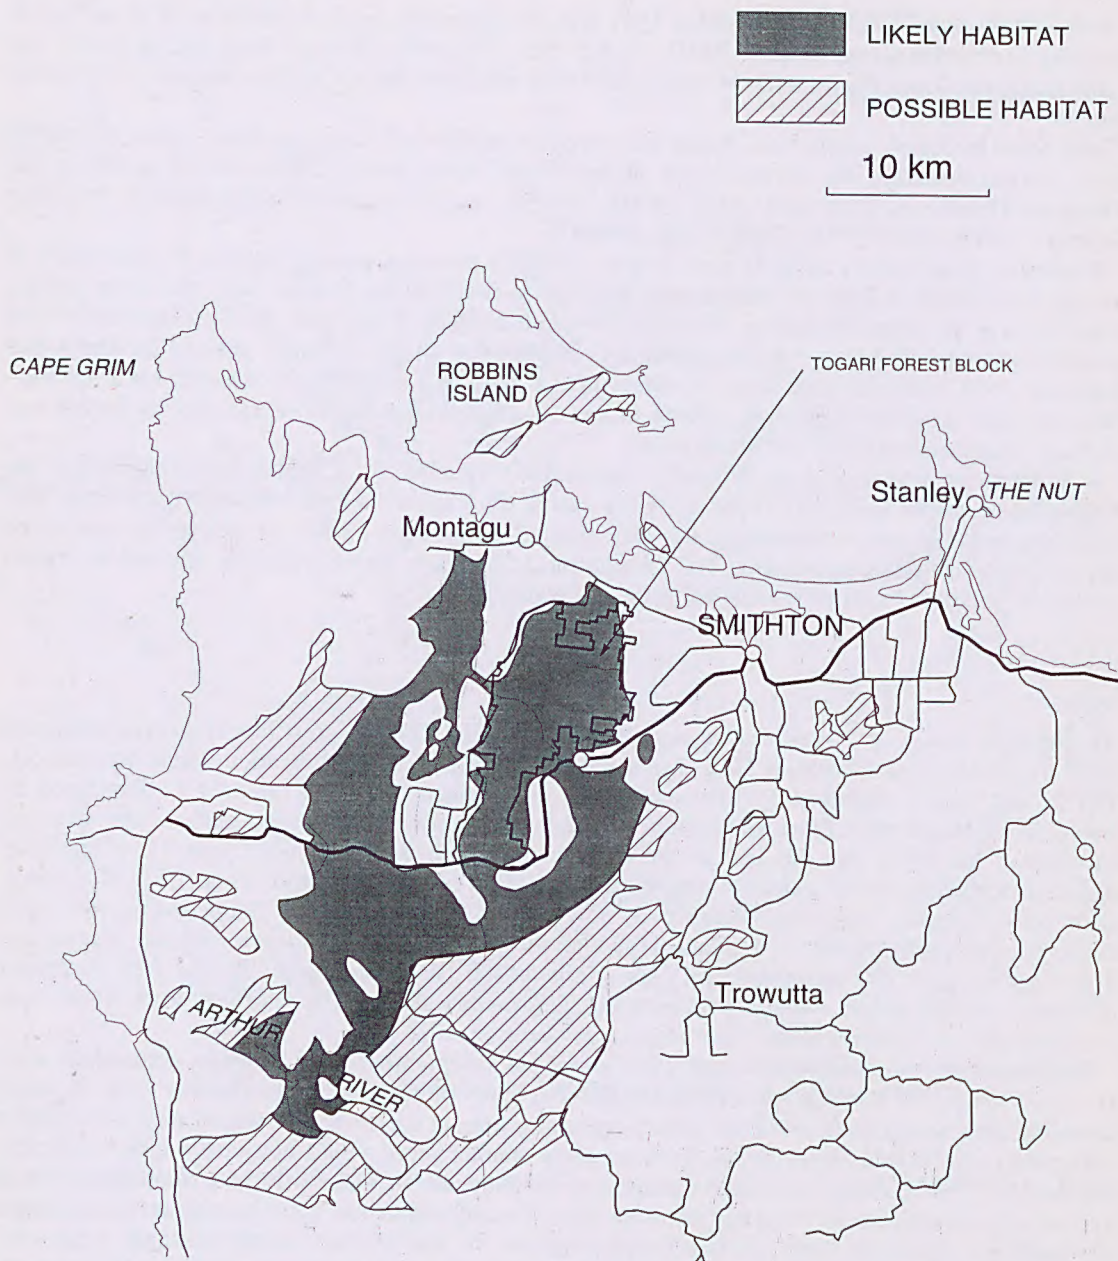 LIKELY HABITAT
POSSIBLE HABITAT
10 km
CAPE GRIM
ROBBINS
ISLAND
TOGARI FOREST BLOCK
Stanley
THE NUT
Montagu
SMITHTON
Trowutta
ARTHUR
RIVER